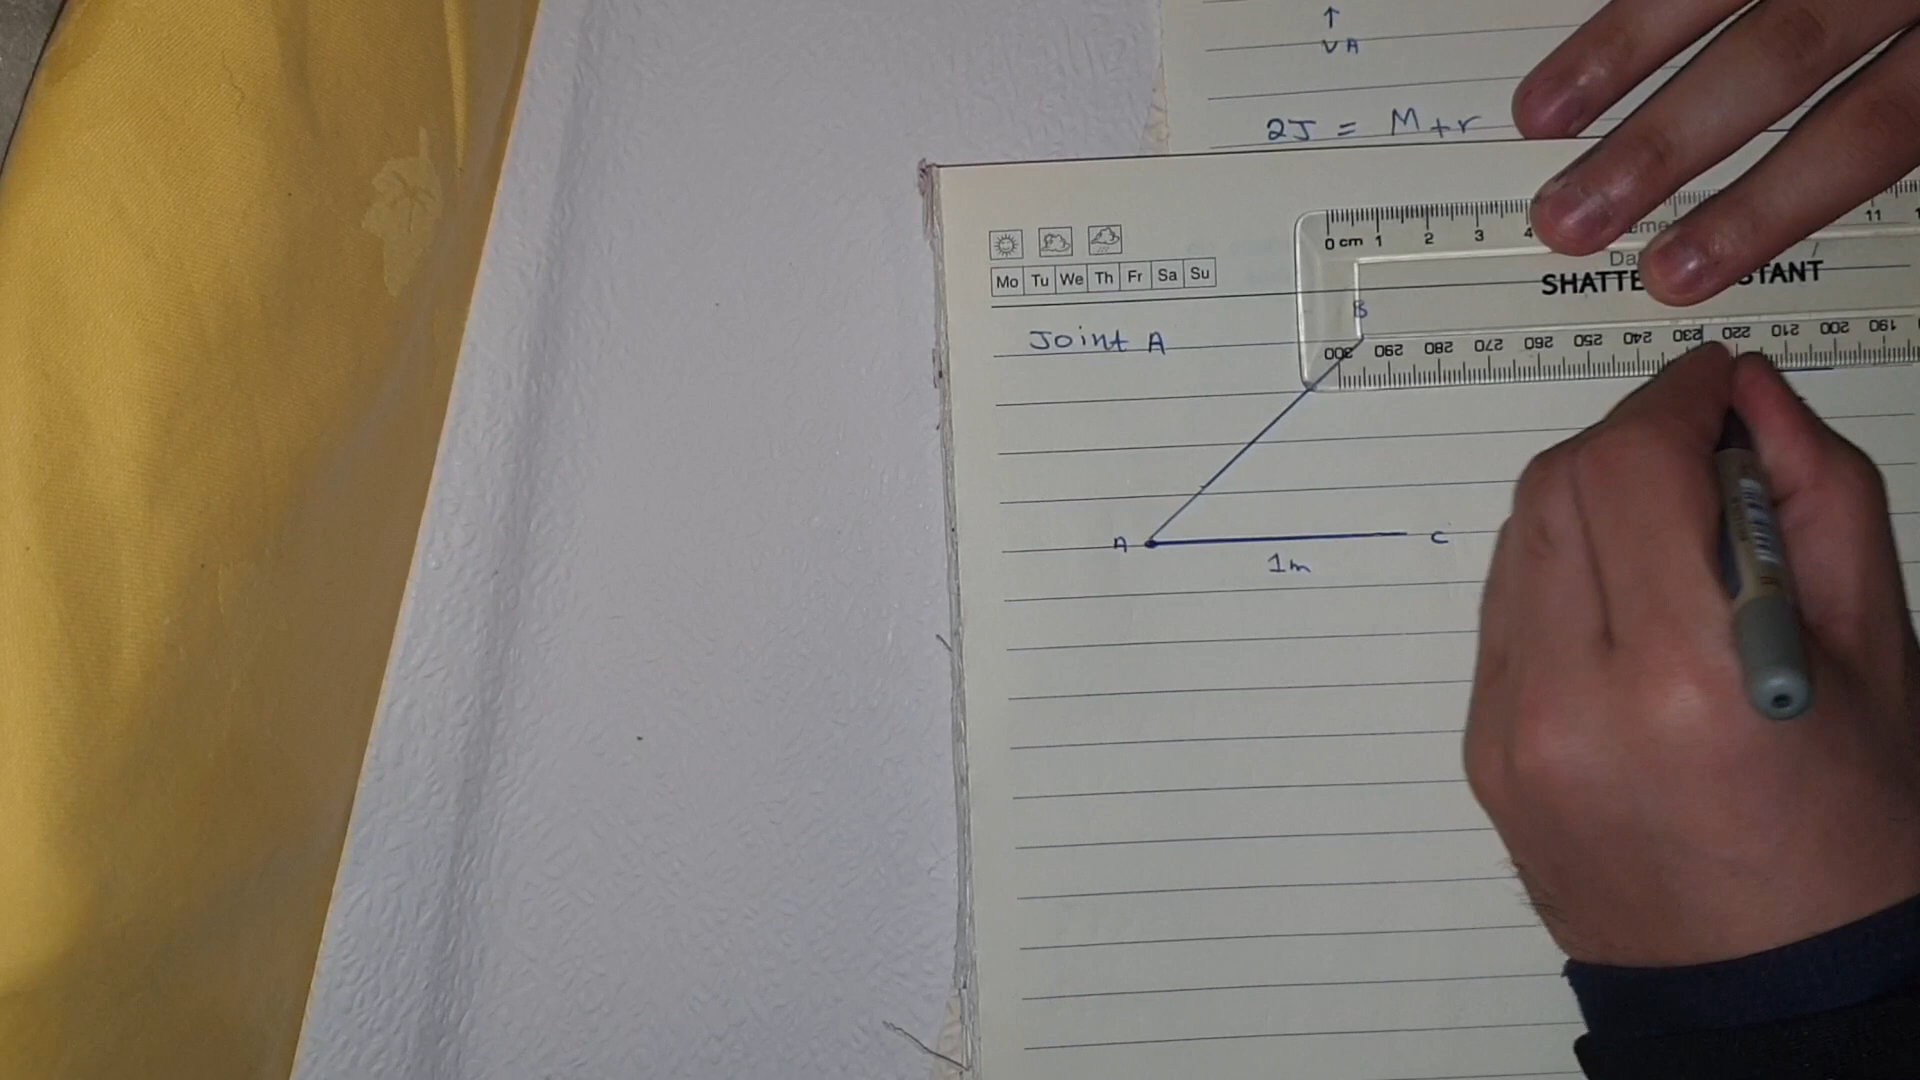 ↑
VA
2J = M+r
0 cm 1 2 3 4 11
SHATTE STANT
300 290 280 270 260 250 240 230 220 210 200 190
Mo Tu We Th Fr Sa Su
B
Joint A
A C
1m